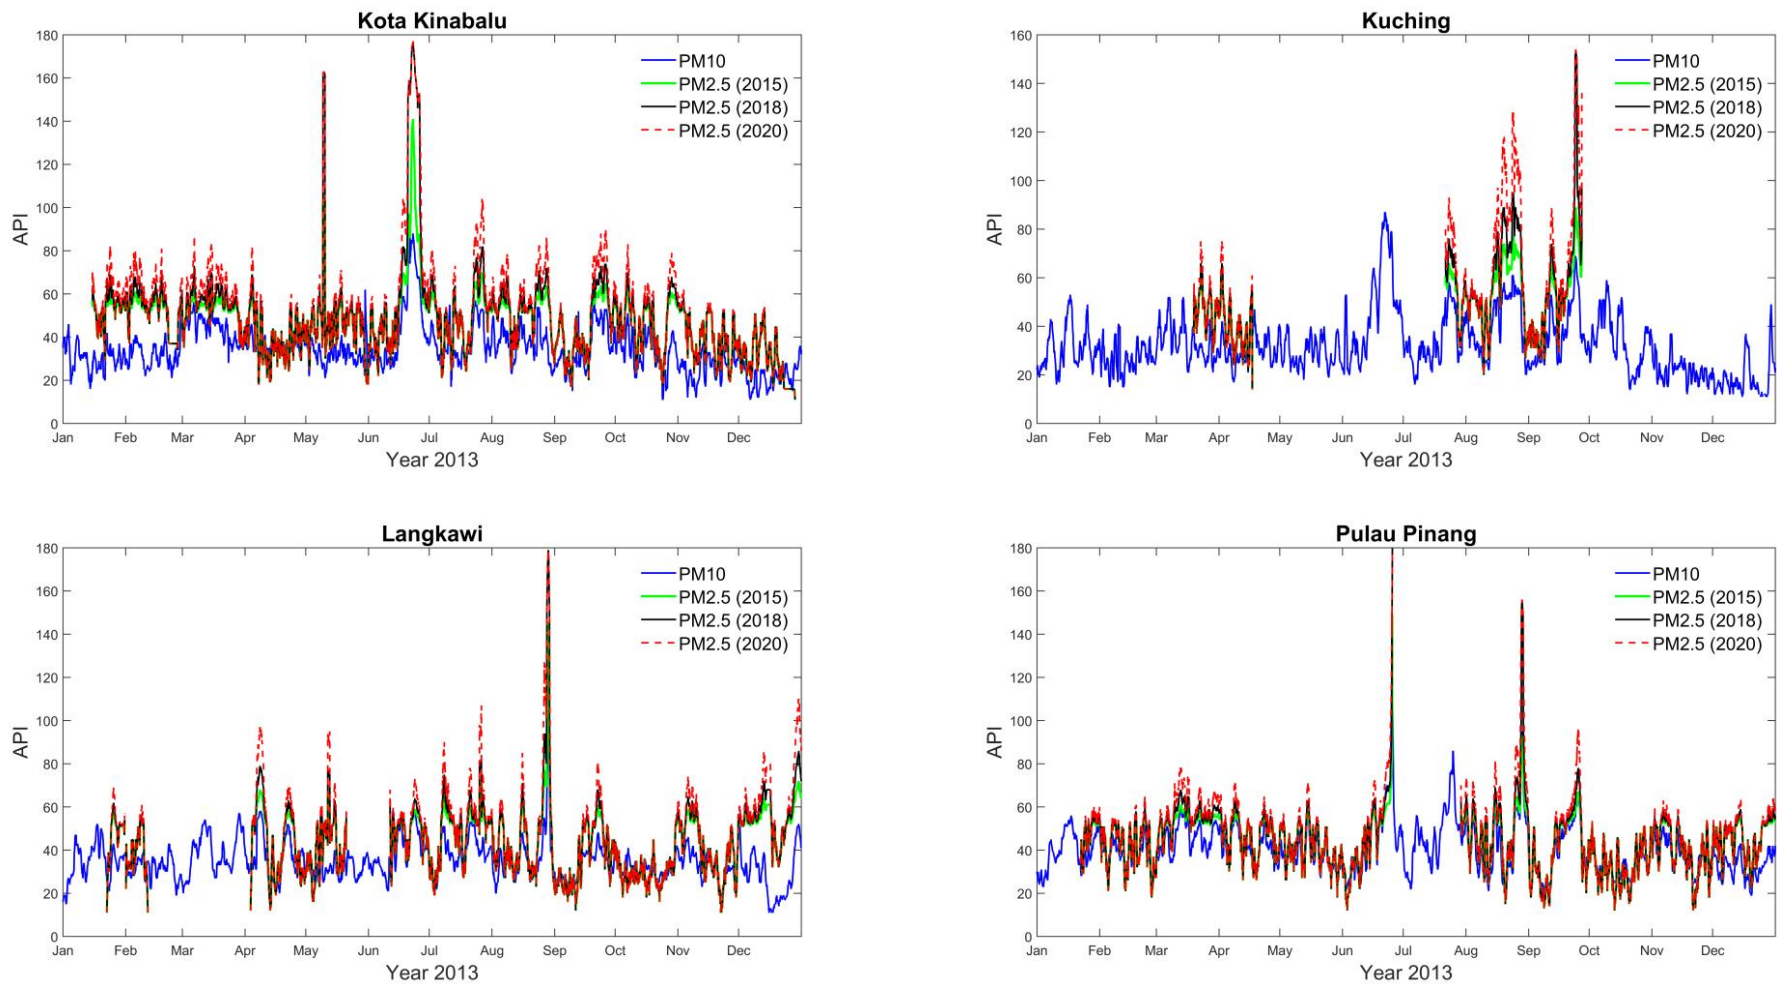 Kota Kinabalu
180
160
140
120
100
80
60
40
20
0
API
PM10
PM2.5 (2015)
PM2.5 (2018)
PM2.5 (2020)
Jan Feb Mar Apr May Jun Jul Aug Sep Oct Nov Dec
Year 2013
Kuching
160
140
120
100
80
60
40
20
0
API
PM10
PM2.5 (2015)
PM2.5 (2018)
PM2.5 (2020)
Jan Feb Mar Apr May Jun Jul Aug Sep Oct Nov Dec
Year 2013
Langkawi
180
160
140
120
100
80
60
40
20
0
API
PM10
PM2.5 (2015)
PM2.5 (2018)
PM2.5 (2020)
Jan Feb Mar Apr May Jun Jul Aug Sep Oct Nov Dec
Year 2013
Pulau Pinang
180
160
140
120
100
80
60
40
20
0
API
PM10
PM2.5 (2015)
PM2.5 (2018)
PM2.5 (2020)
Jan Feb Mar Apr May Jun Jul Aug Sep Oct Nov Dec
Year 2013